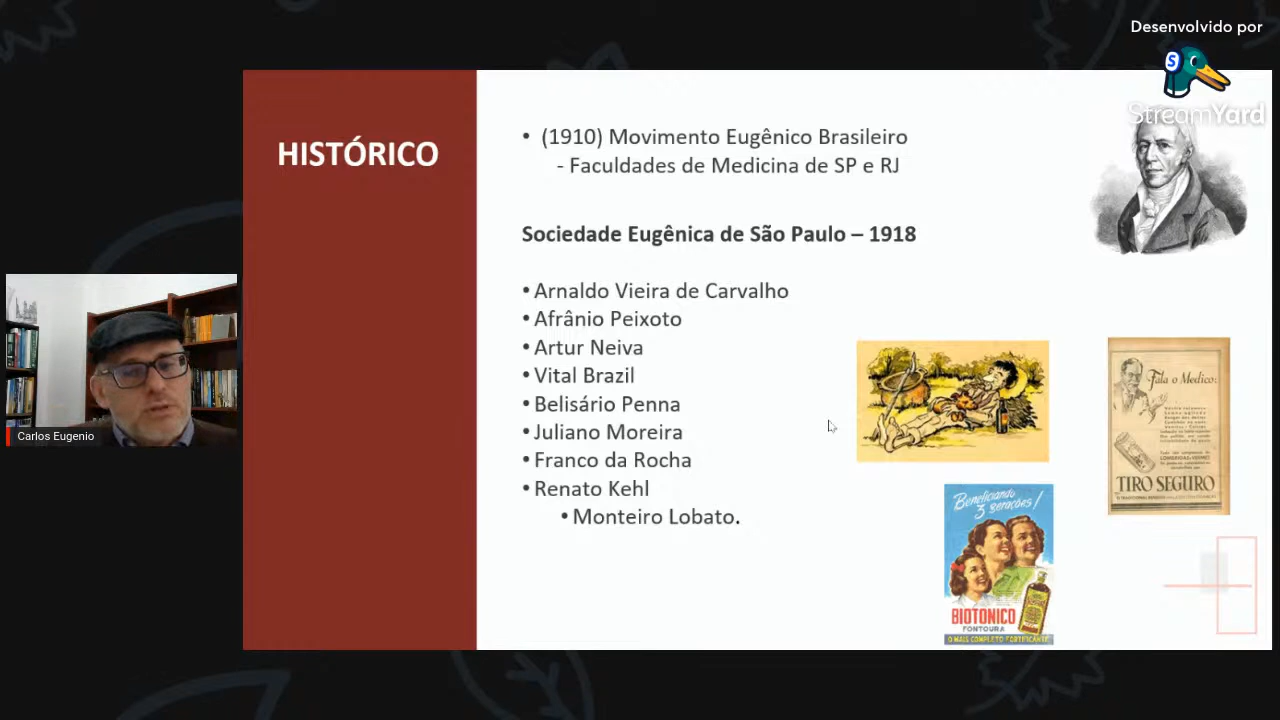 Desenvolvido por
StreamYard
HISTÓRICO
• (1910) Movimento Eugênico Brasileiro
- Faculdades de Medicina de SP e RJ
Sociedade Eugênica de São Paulo – 1918
• Arnaldo Vieira de Carvalho
• Afrânio Peixoto
• Artur Neiva
• Vital Brazil
• Belisário Penna
• Juliano Moreira
• Franco da Rocha
• Renato Kehl
• Monteiro Lobato.
Carlos Eugenio
Fala o Medico:
TIRO SEGURO
Beneficiando
3 gerações!
BIOTONICO
FONTOURA
O MAIS COMPLETO FORTIFICANTE